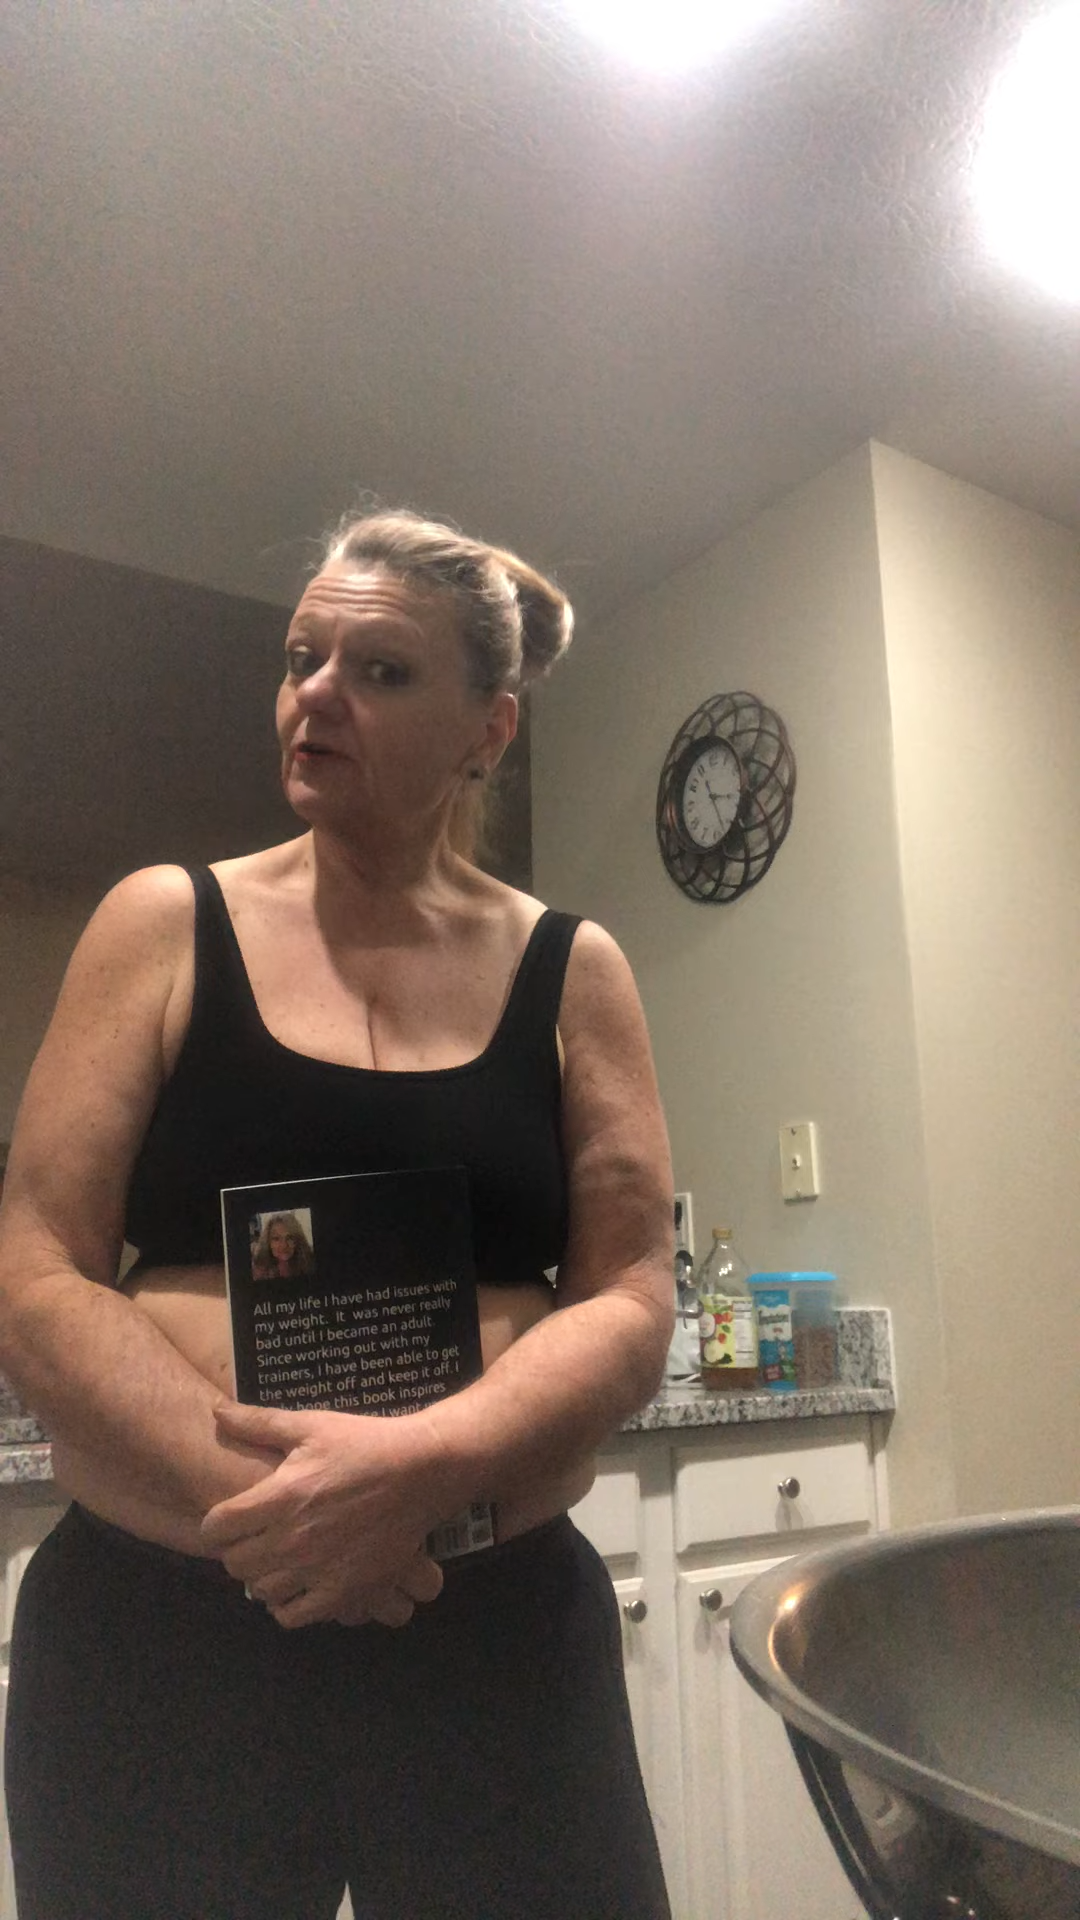 All my life I have had issues with
my weight. It was never really
bad until I became an adult.
Since working out with my
trainers, I have been able to get
the weight off and keep it off. I
hope this book inspires
I want